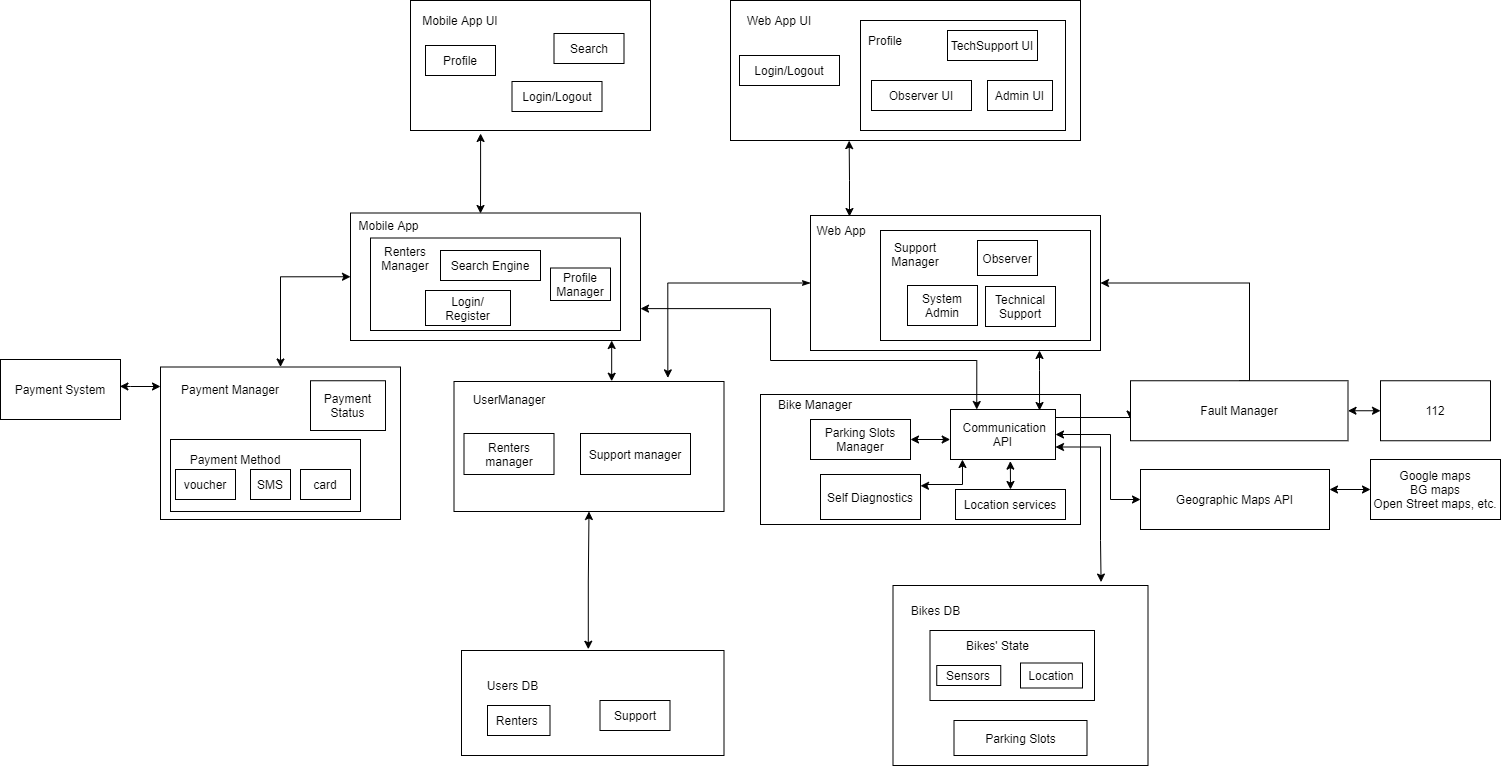 Mobile App UI
Profile
Search
Login/Logout
Web App UI
Login/Logout
Profile
TechSupport UI
Observer UI
Admin UI
Mobile App
Renters
Manager
Search Engine
Login/
Register
Profile
Manager
Web App
Support
Manager
Observer
System
Admin
Technical
Support
Payment System
Payment Manager
Payment
Status
Payment Method
voucher
SMS
card
UserManager
Renters
manager
Support manager
Bike Manager
Parking Slots
Manager
Communication
API
Self Diagnostics
Location services
Fault Manager
112
Geographic Maps API
Google maps
BG maps
Open Street maps, etc.
Users DB
Renters
Support
Bikes DB
Bikes' State
Sensors
Location
Parking Slots